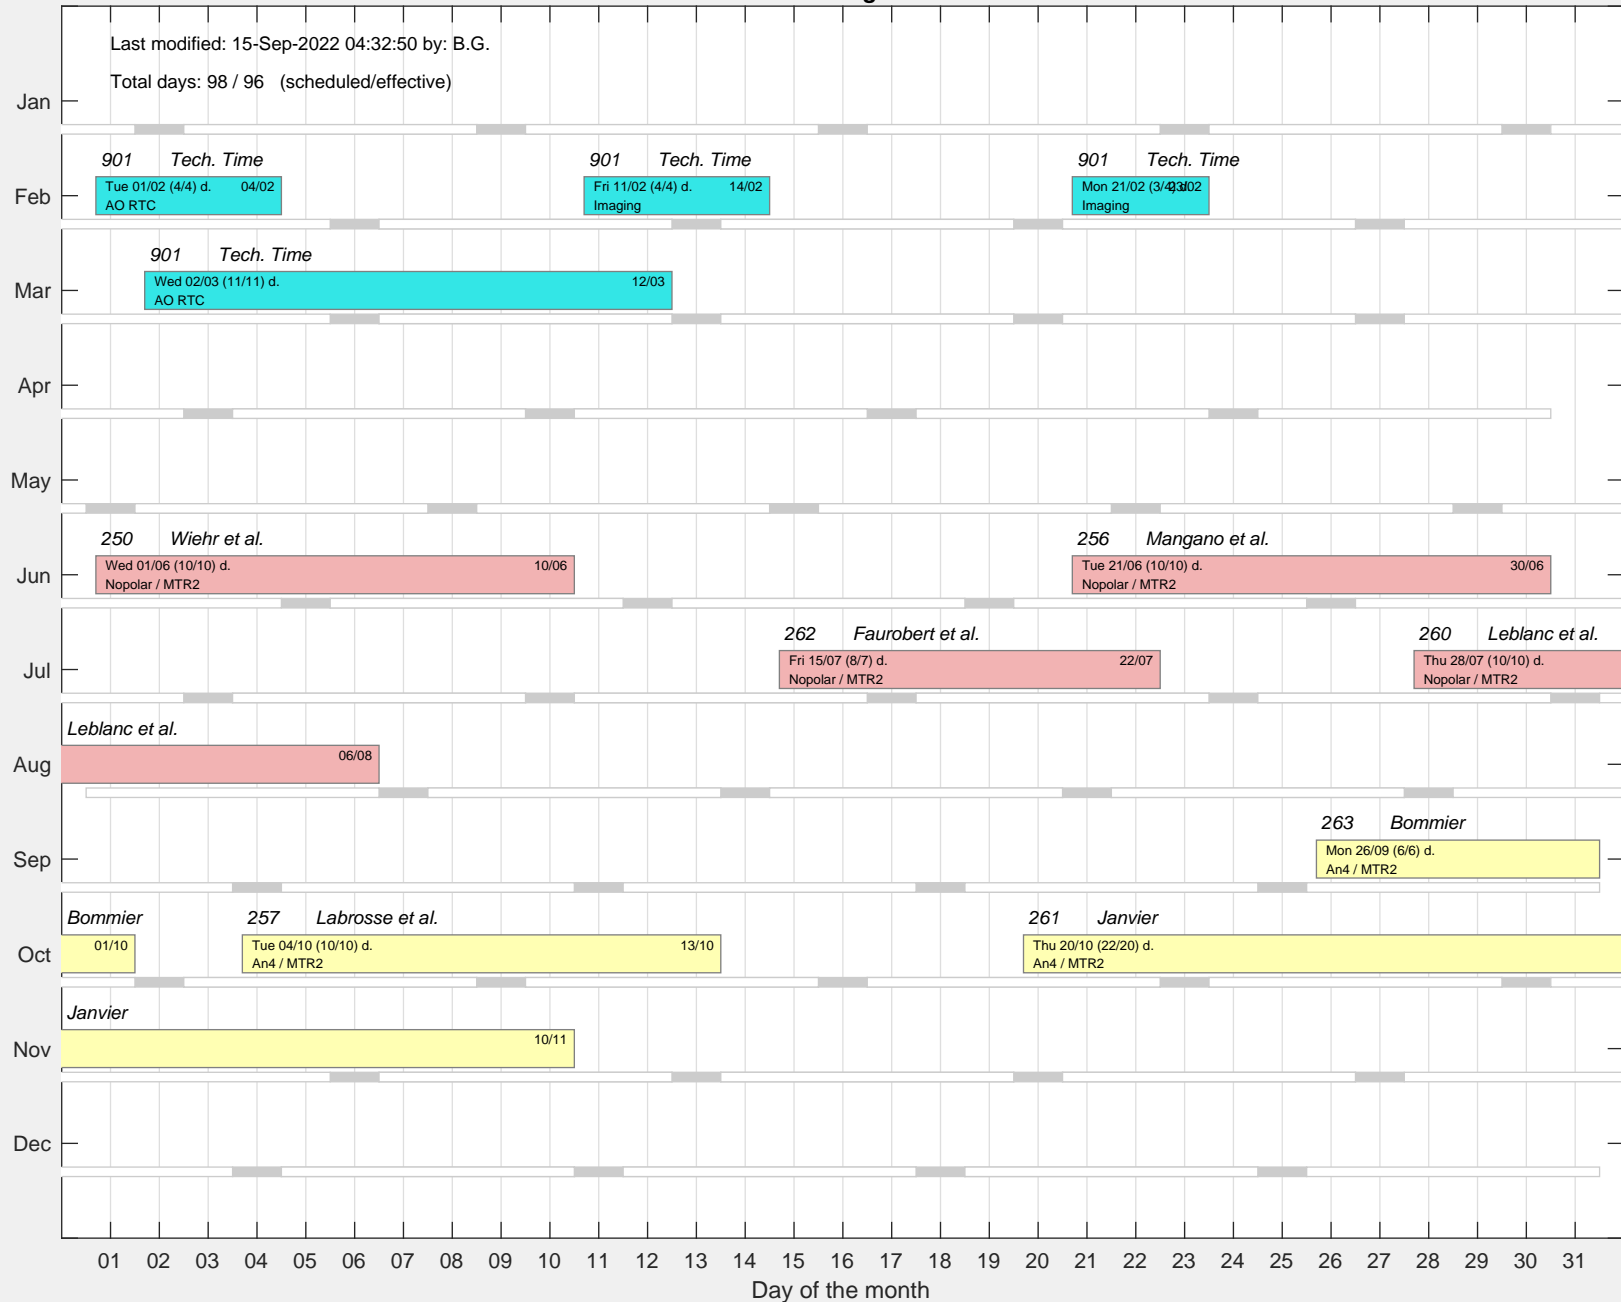 Last modified: 15-Sep-2022 04:32:50 by: B.G.
Total days: 98 / 96 (scheduled/effective)
Jan
901 Tech. Time
901 Tech. Time
901 Tech. Time
Feb
Tue 01/02 (4/4) d. 04/02
AO RTC
Fri 11/02 (4/4) d. 14/02
Imaging
Mon 21/02 (3/4) d. 23/02
Imaging
901 Tech. Time
Mar
Wed 02/03 (11/11) d. 12/03
AO RTC
Apr
May
250 Wiehr et al.
256 Mangano et al.
Jun
Wed 01/06 (10/10) d. 10/06
Nopolar / MTR2
Tue 21/06 (10/10) d. 30/06
Nopolar / MTR2
262 Faurobert et al.
260 Leblanc et al.
Jul
Fri 15/07 (8/7) d. 22/07
Nopolar / MTR2
Thu 28/07 (10/10) d.
Nopolar / MTR2
Leblanc et al.
Aug
06/08
263 Bommier
Sep
Mon 26/09 (6/6) d.
An4 / MTR2
Bommier
257 Labrosse et al.
261 Janvier
Oct
01/10
Tue 04/10 (10/10) d. 13/10
An4 / MTR2
Thu 20/10 (22/20) d.
An4 / MTR2
Janvier
Nov
10/11
Dec
01 02 03 04 05 06 07 08 09 10 11 12 13 14 15 16 17 18 19 20 21 22 23 24 25 26 27 28 29 30 31
Day of the month